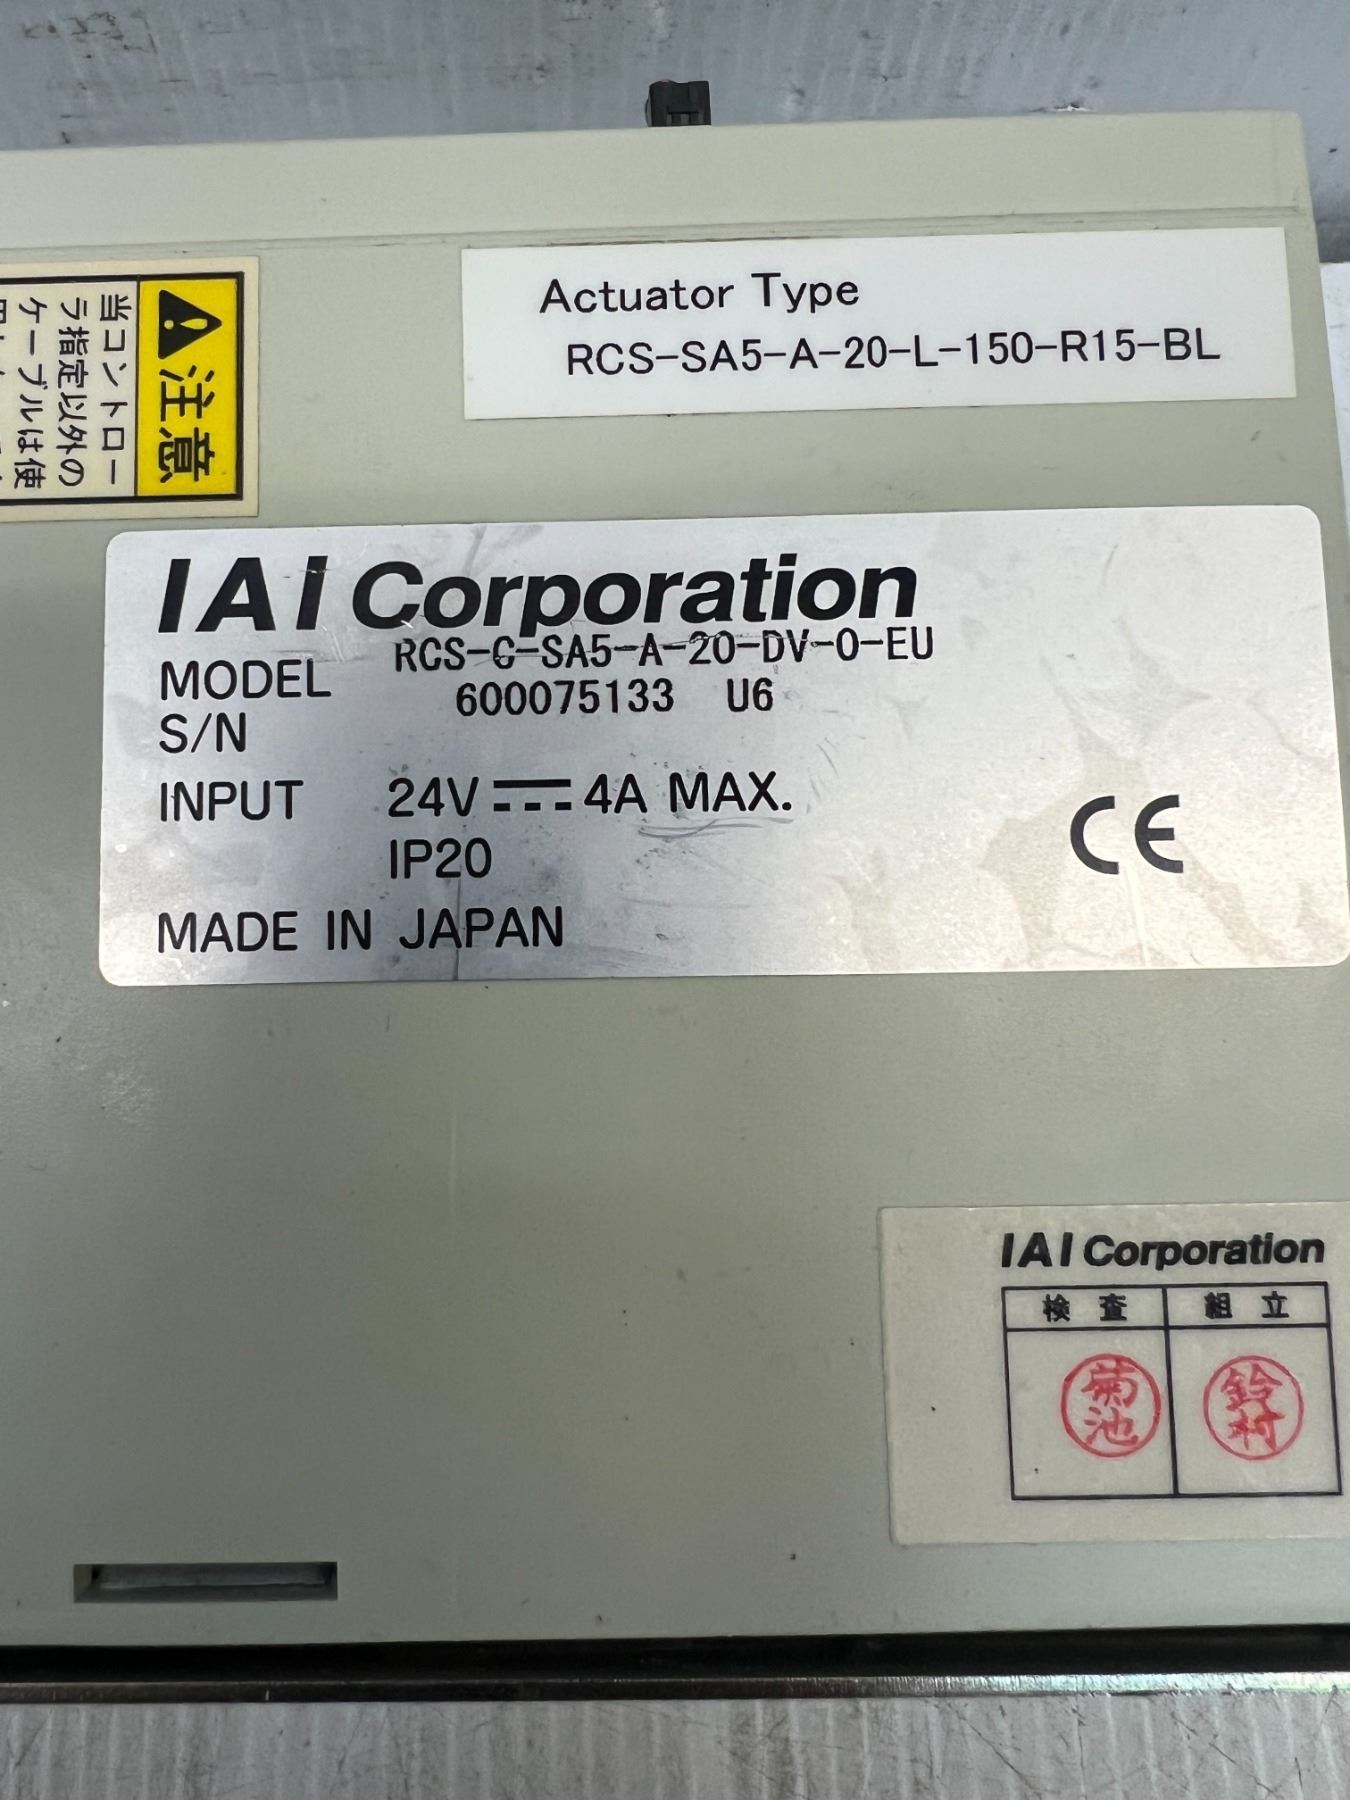 Actuator Type
RCS-SA5-A-20-L-150-R15-BL
注意
当コントロー
ラ指定以外の
ケーブルは使
IAI Corporation
MODEL RCS-C-SA5-A-20-DV-0-EU
S/N 600075133 U6
INPUT 24V 4A MAX.
IP20
MADE IN JAPAN
CE
IAI Corporation
検査 組立
菊池 鈴村